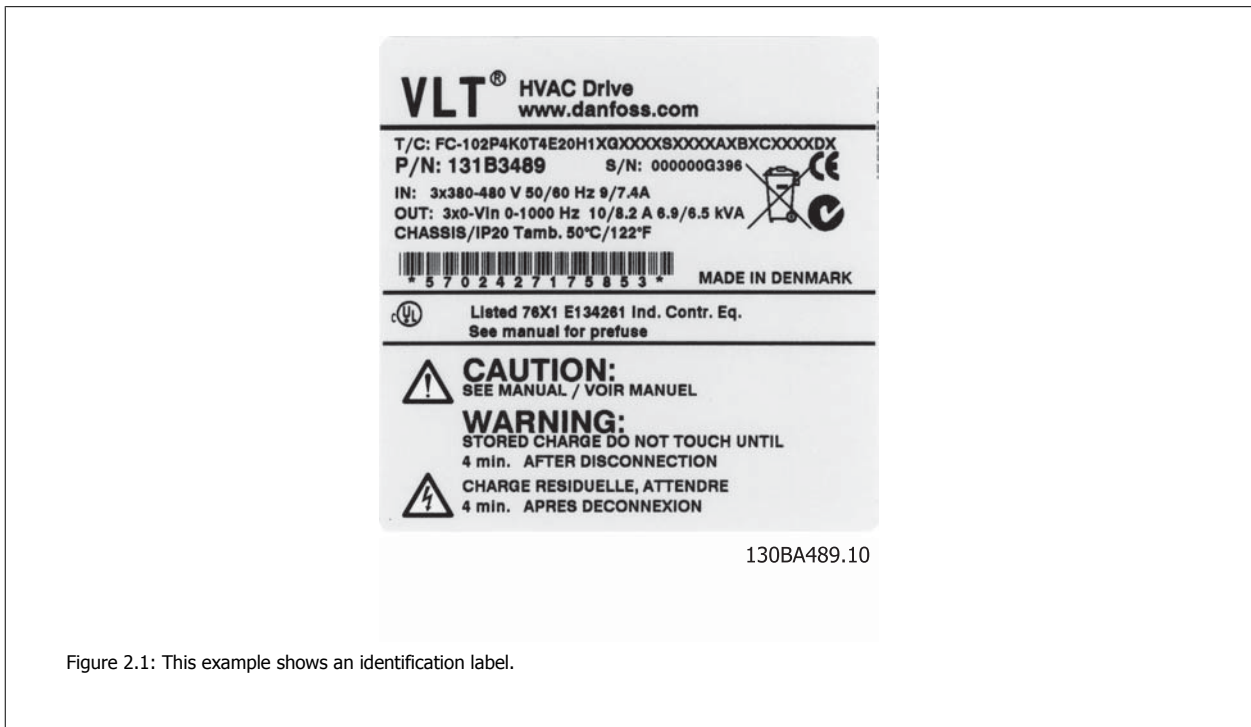 VLT® HVAC Drive
www.danfoss.com
T/C: FC-102P4K0T4E20H1XGXXXXSXXXXAXBXCXXXXDX
P/N: 131B3489 S/N: 000000G396
IN: 3x380-480 V 50/60 Hz 9/7.4A
OUT: 3x0-Vin 0-1000 Hz 10/8.2 A 6.9/6.5 kVA
CHASSIS/IP20 Tamb. 50°C/122°F
CE
* 5 7 0 2 4 2 7 1 7 5 8 5 3 * MADE IN DENMARK
c UL Listed 76X1 E134261 Ind. Contr. Eq.
See manual for prefuse
CAUTION:
SEE MANUAL / VOIR MANUEL
WARNING:
STORED CHARGE DO NOT TOUCH UNTIL
4 min. AFTER DISCONNECTION
CHARGE RESIDUELLE, ATTENDRE
4 min. APRES DECONNEXION
130BA489.10
Figure 2.1: This example shows an identification label.